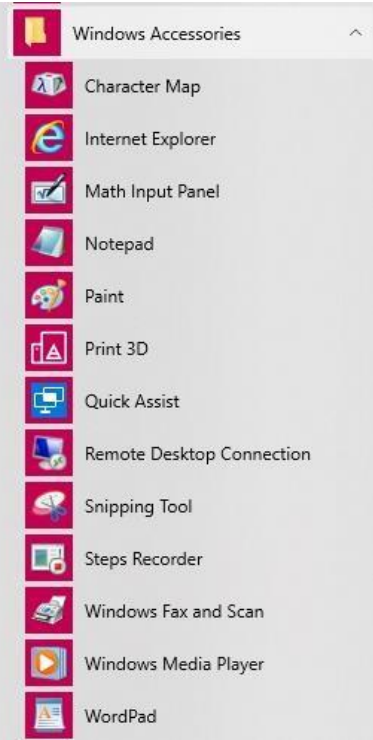 Windows Accessories
Character Map
Internet Explorer
Math Input Panel
Notepad
Paint
Print 3D
Quick Assist
Remote Desktop Connection
Snipping Tool
Steps Recorder
Windows Fax and Scan
Windows Media Player
WordPad